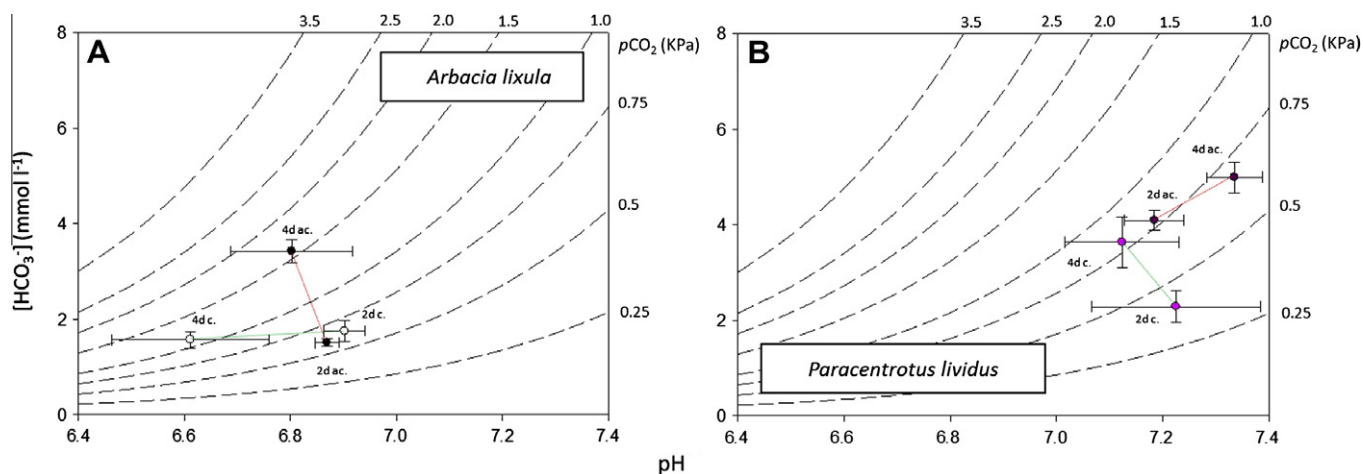 3.5 2.5 2.0 1.5 1.0
A
Arbacia lixula
pCO₂ (KPa)
0.75
0.5
0.25
8
6
4
2
0
[HCO₃⁻] (mmol l⁻¹)
4d ac.
4d c.
2d c.
2d ac.
6.4 6.6 6.8 7.0 7.2 7.4
3.5 2.5 2.0 1.5 1.0
B
pCO₂ (KPa)
0.75
0.5
0.25
8
6
4
2
0
4d ac.
2d ac.
4d c.
2d c.
Paracentrotus lividus
6.4 6.6 6.8 7.0 7.2 7.4
pH